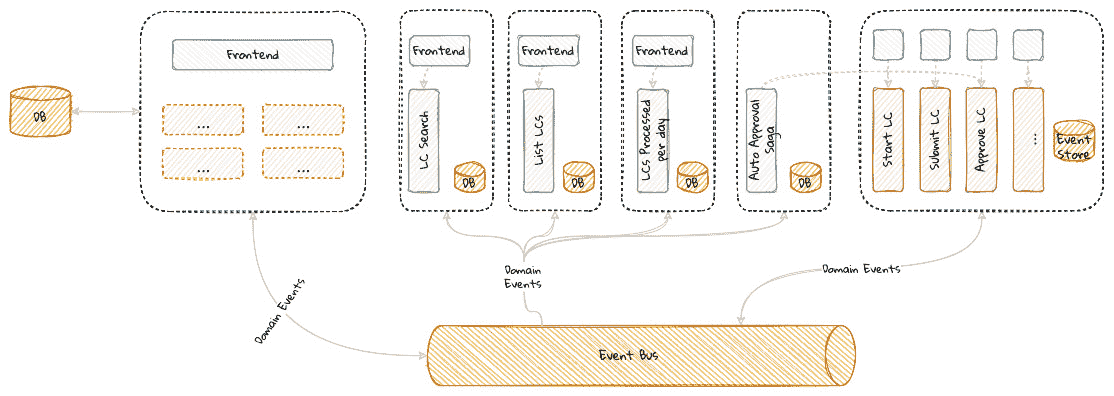 Frontend
DB
...
...
...
...
Frontend
LC Search
DB
Frontend
List LCs
DB
Frontend
LCs Processed
per day
DB
Auto Approval
Saga
DB
Start LC
Submit LC
Approve LC
...
Event
Store
Domain Events
Domain
Events
Domain Events
Event Bus